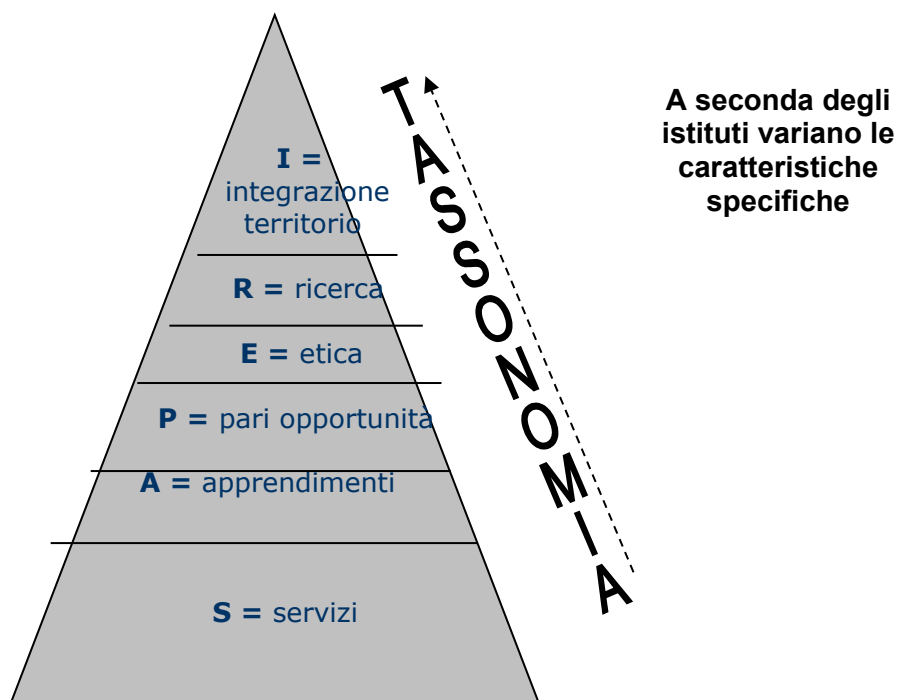 I =
integrazione
territorio
R = ricerca
E = etica
P = pari opportunità
A = apprendimenti
S = servizi
TASSONOMIA
A seconda degli
istituti variano le
caratteristiche
specifiche